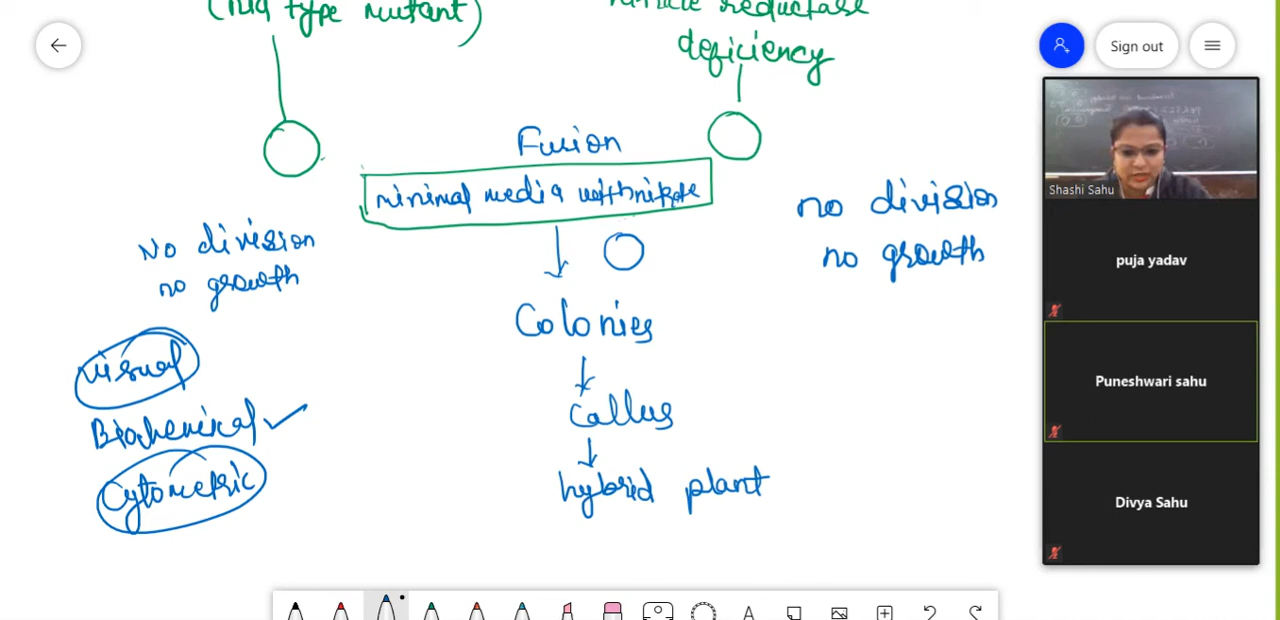 type mutant)
reductase
deficiency
Sign out
Fusion
minimal media with nitrate
no division
no growth
No division
no growth
Colonies
Callus
hybrid plant
visual
Biochemical ✓
Cytometric
Shashi Sahu
puja yadav
Puneshwari sahu
Divya Sahu
A